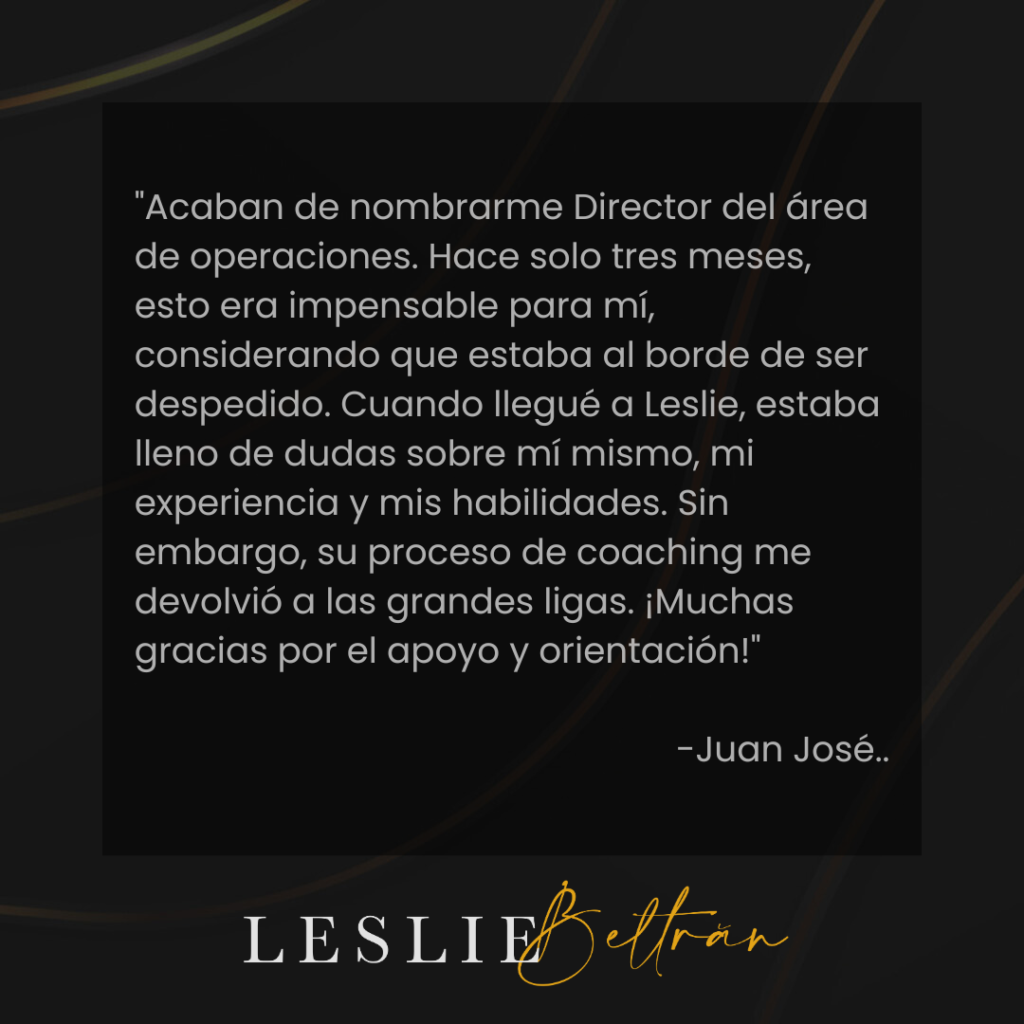 "Acaban de nombrarme Director del área
de operaciones. Hace solo tres meses,
esto era impensable para mí,
considerando que estaba al borde de ser
despedido. Cuando llegué a Leslie, estaba
lleno de dudas sobre mí mismo, mi
experiencia y mis habilidades. Sin
embargo, su proceso de coaching me
devolvió a las grandes ligas. ¡Muchas
gracias por el apoyo y orientación!"
-Juan José..
LESLIE Beltrán